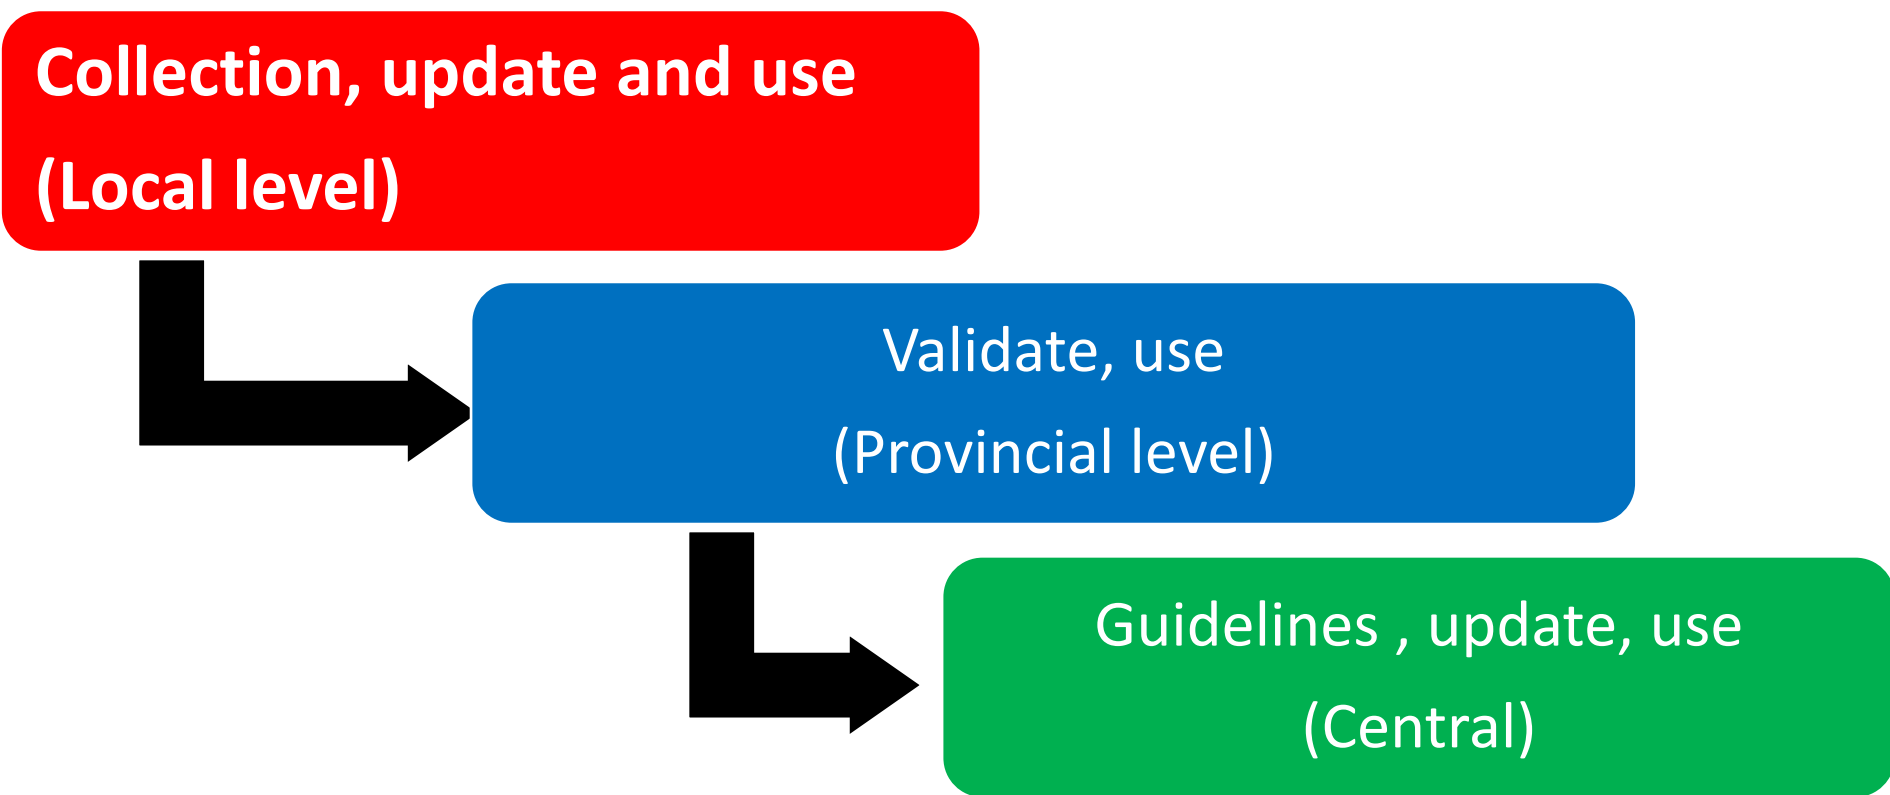 Collection, update and use
(Local level)
Validate, use
(Provincial level)
Guidelines , update, use
(Central)